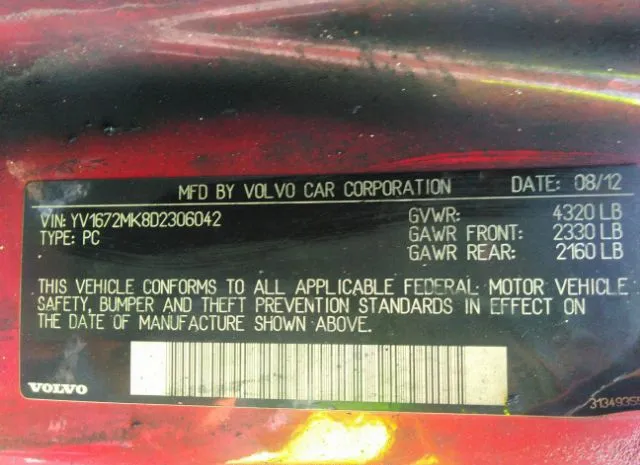 MFD BY VOLVO CAR CORPORATION DATE: 08/12
VIN: YV1672MK8D2306042 GVWR: 4320 LB
TYPE: PC GAWR FRONT: 2330 LB
GAWR REAR: 2160 LB
THIS VEHICLE CONFORMS TO ALL APPLICABLE FEDERAL MOTOR VEHICLE
SAFETY, BUMPER AND THEFT PREVENTION STANDARDS IN EFFECT ON
THE DATE OF MANUFACTURE SHOWN ABOVE.
VOLVO